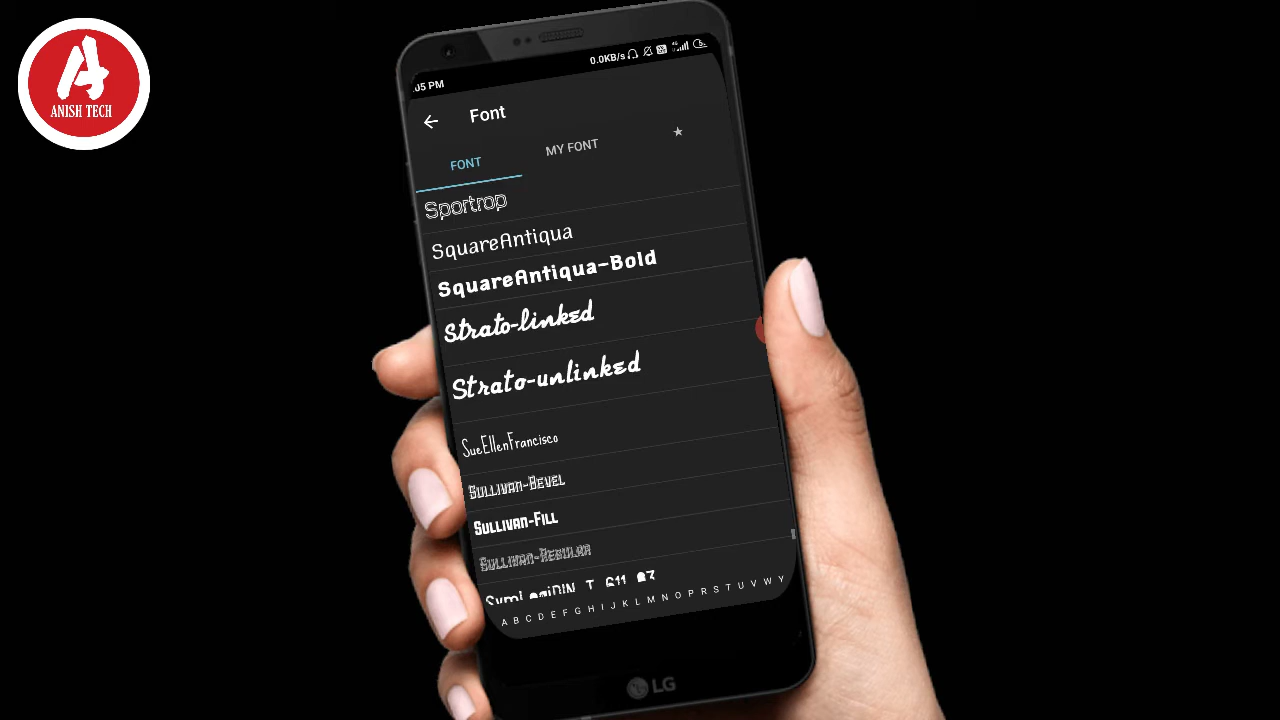 A
ANISH TECH
:05 PM
0.0KB/s
Font
FONT
MY FONT
Sportrop
SquareAntiqua
SquareAntiqua-Bold
Strato-linked
Strato-unlinked
SueEllenFrancisco
Sullivan-Bevel
Sullivan-Fill
Sullivan-Regular
A B C D E F G H I J K L M N O P R S T U V W Y
LG